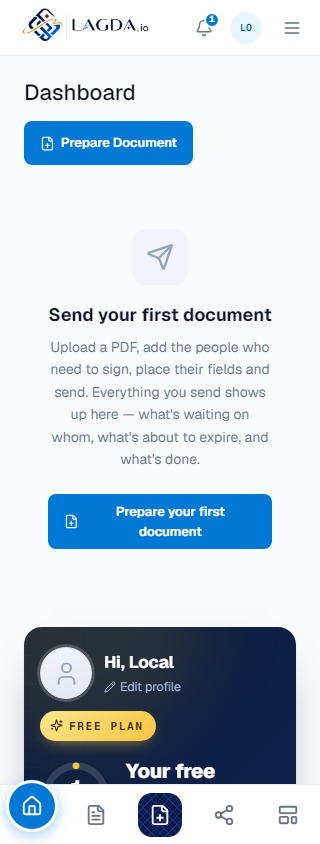 LAGDA.io
1
LO
Dashboard
Prepare Document
Send your first document
Upload a PDF, add the people who
need to sign, place their fields and
send. Everything you send shows
up here — what's waiting on
whom, what's about to expire, and
what's done.
Prepare your first
document
Hi, Local
Edit profile
FREE PLAN
Your free